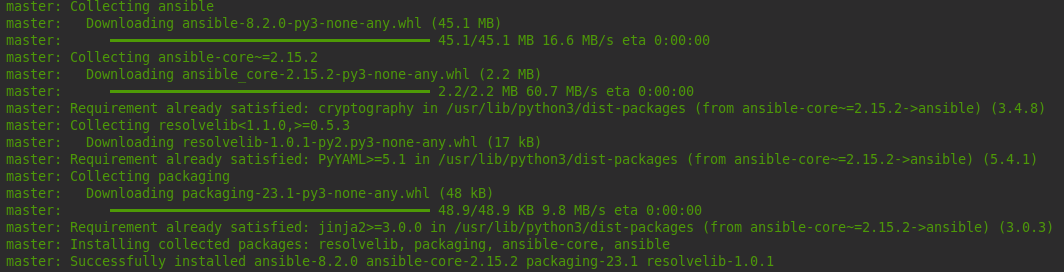 master: Collecting ansible
master:   Downloading ansible-8.2.0-py3-none-any.whl (45.1 MB)
master:      ━━━━━━━━━━━━━━━━━━━━━━━━━━━━━━━━━━━━━━━━ 45.1/45.1 MB 16.6 MB/s eta 0:00:00
master: Collecting ansible-core~=2.15.2
master:   Downloading ansible_core-2.15.2-py3-none-any.whl (2.2 MB)
master:      ━━━━━━━━━━━━━━━━━━━━━━━━━━━━━━━━━━━━━━━━ 2.2/2.2 MB 60.7 MB/s eta 0:00:00
master: Requirement already satisfied: cryptography in /usr/lib/python3/dist-packages (from ansible-core~=2.15.2->ansible) (3.4.8)
master: Collecting resolvelib<1.1.0,>=0.5.3
master:   Downloading resolvelib-1.0.1-py2.py3-none-any.whl (17 kB)
master: Requirement already satisfied: PyYAML>=5.1 in /usr/lib/python3/dist-packages (from ansible-core~=2.15.2->ansible) (5.4.1)
master: Collecting packaging
master:   Downloading packaging-23.1-py3-none-any.whl (48 kB)
master:      ━━━━━━━━━━━━━━━━━━━━━━━━━━━━━━━━━━━━━━━━ 48.9/48.9 KB 9.8 MB/s eta 0:00:00
master: Requirement already satisfied: jinja2>=3.0.0 in /usr/lib/python3/dist-packages (from ansible-core~=2.15.2->ansible) (3.0.3)
master: Installing collected packages: resolvelib, packaging, ansible-core, ansible
master: Successfully installed ansible-8.2.0 ansible-core-2.15.2 packaging-23.1 resolvelib-1.0.1